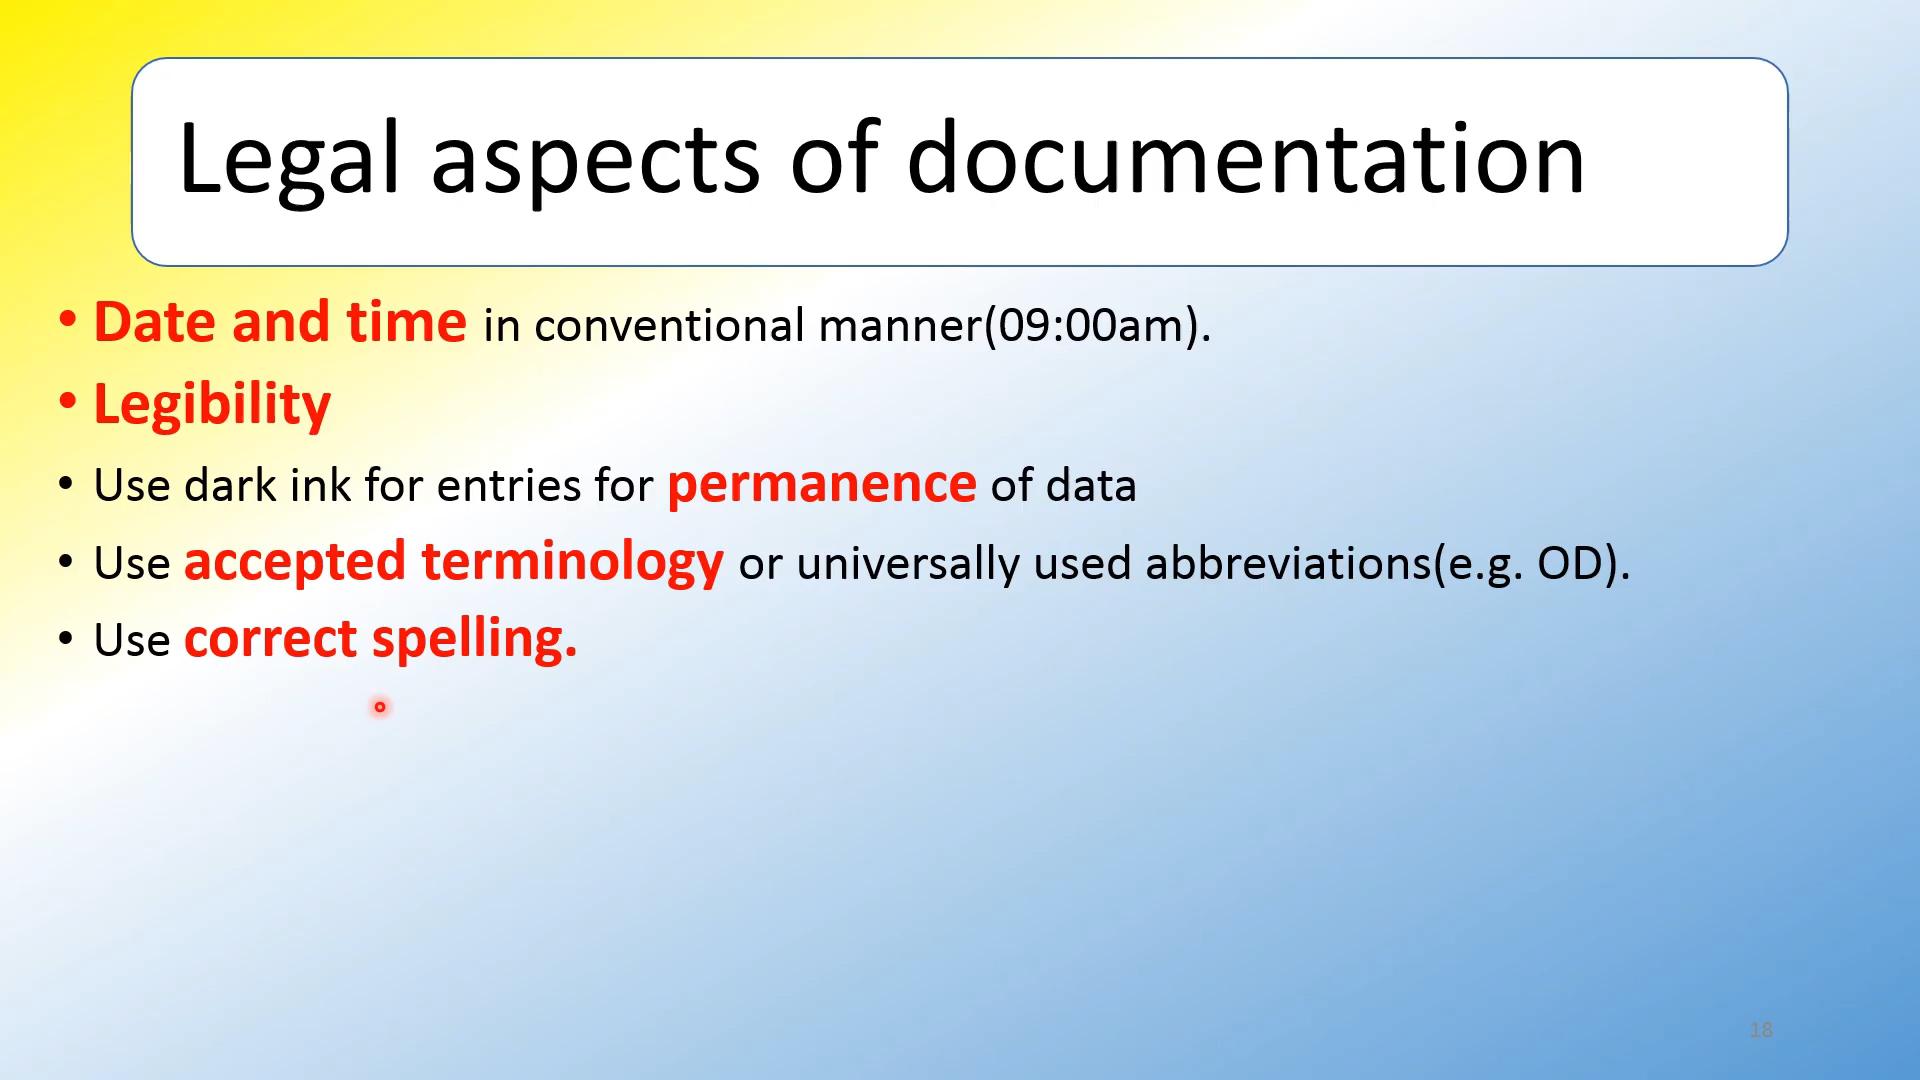 Legal aspects of documentation
• Date and time in conventional manner(09:00am).
• Legibility
• Use dark ink for entries for permanence of data
• Use accepted terminology or universally used abbreviations(e.g. OD).
• Use correct spelling.
18